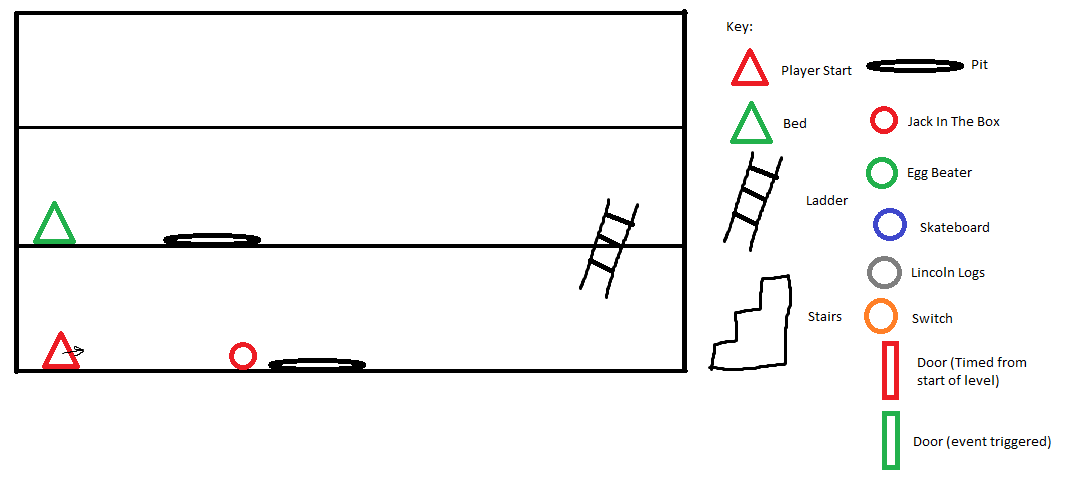 Key:
Player Start
Pit
Bed
Jack In The Box
Egg Beater
Ladder
Skateboard
Lincoln Logs
Stairs
Switch
Door (Timed from
start of level)
Door (event triggered)